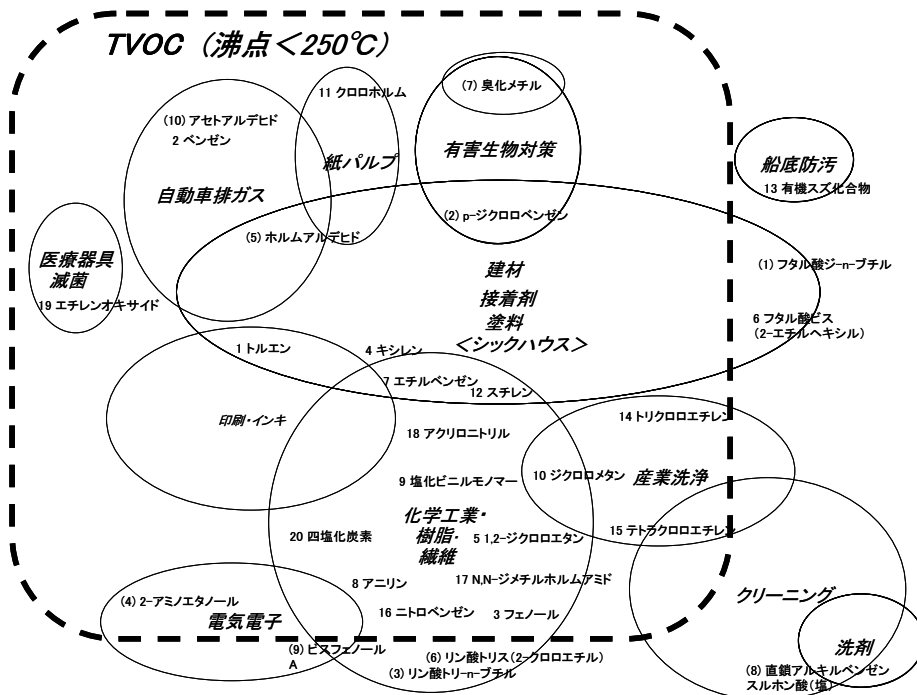 TVOC (沸点<250℃)
11 クロロホルム
(7) 臭化メチル
(10) アセトアルデヒド
2 ベンゼン
紙パルプ
有害生物対策
船底防汚
13 有機スズ化合物
自動車排ガス
(2) p-ジクロロベンゼン
(5) ホルムアルデヒド
医療器具
滅菌
19 エチレンオキサイド
建材
接着剤
塗料
<シックハウス>
(1) フタル酸ジ-n-ブチル
6 フタル酸ビス
(2-エチルヘキシル)
1 トルエン
4 キシレン
7 エチルベンゼン
12 スチレン
印刷・インキ
18 アクリロニトリル
14 トリクロロエチレン
9 塩化ビニルモノマー
10 ジクロロメタン
産業洗浄
化学工業・
樹脂・
繊維
20 四塩化炭素
5 1,2-ジクロロエタン
15 テトラクロロエチレン
8 アニリン
17 N,N-ジメチルホルムアミド
クリーニング
(4) 2-アミノエタノール
電気電子
16 ニトロベンゼン
3 フェノール
洗剤
(9) ビスフェノール
A
(6) リン酸トリス(2-クロロエチル)
(3) リン酸トリ-n-ブチル
(8) 直鎖アルキルベンゼン
スルホン酸(塩)